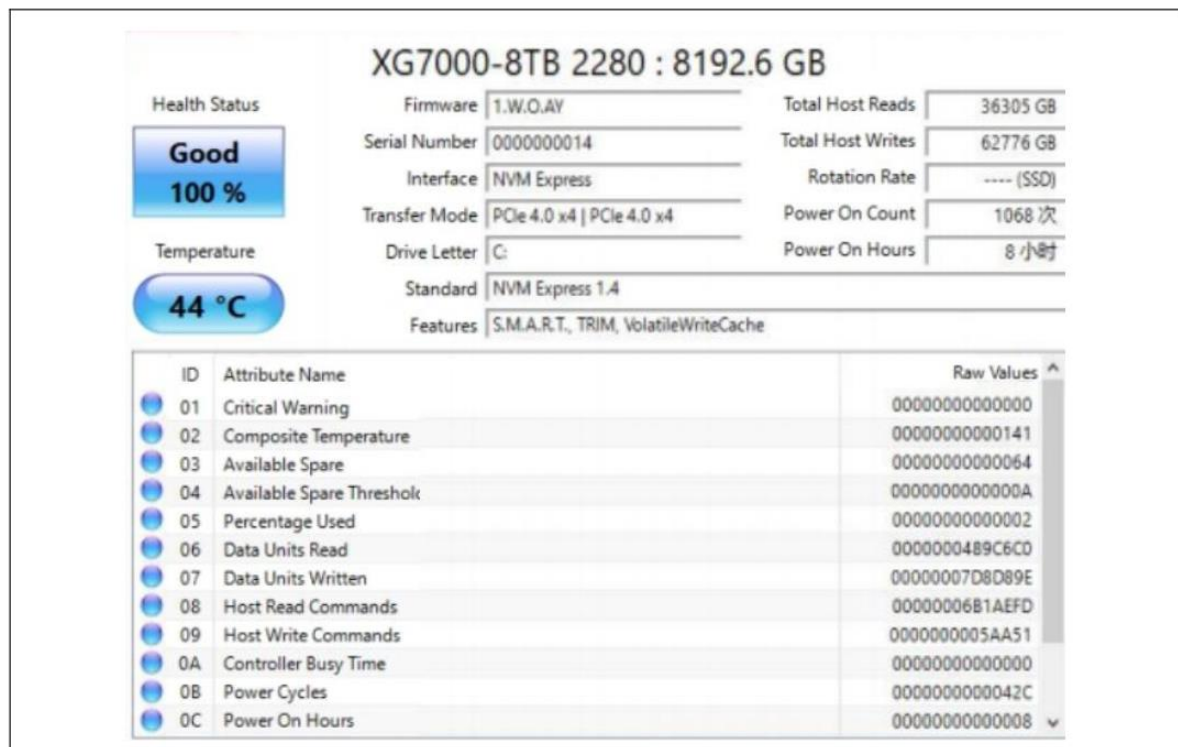 XG7000-8TB 2280 : 8192.6 GB
Health Status
Good
100 %
Temperature
44 °C
Firmware 1.W.O.AY
Serial Number 0000000014
Interface NVM Express
Transfer Mode PCIe 4.0 x4 | PCIe 4.0 x4
Drive Letter C:
Standard NVM Express 1.4
Features S.M.A.R.T., TRIM, VolatileWriteCache
Total Host Reads 36305 GB
Total Host Writes 62776 GB
Rotation Rate ---- (SSD)
Power On Count 1068 次
Power On Hours 8 小时
ID Attribute Name Raw Values
01 Critical Warning 00000000000000
02 Composite Temperature 00000000000141
03 Available Spare 00000000000064
04 Available Spare Threshold 0000000000000A
05 Percentage Used 00000000000002
06 Data Units Read 0000000489C6C0
07 Data Units Written 00000007D8D89E
08 Host Read Commands 00000006B1AEFD
09 Host Write Commands 0000000005AA51
0A Controller Busy Time 00000000000000
0B Power Cycles 0000000000042C
0C Power On Hours 00000000000008